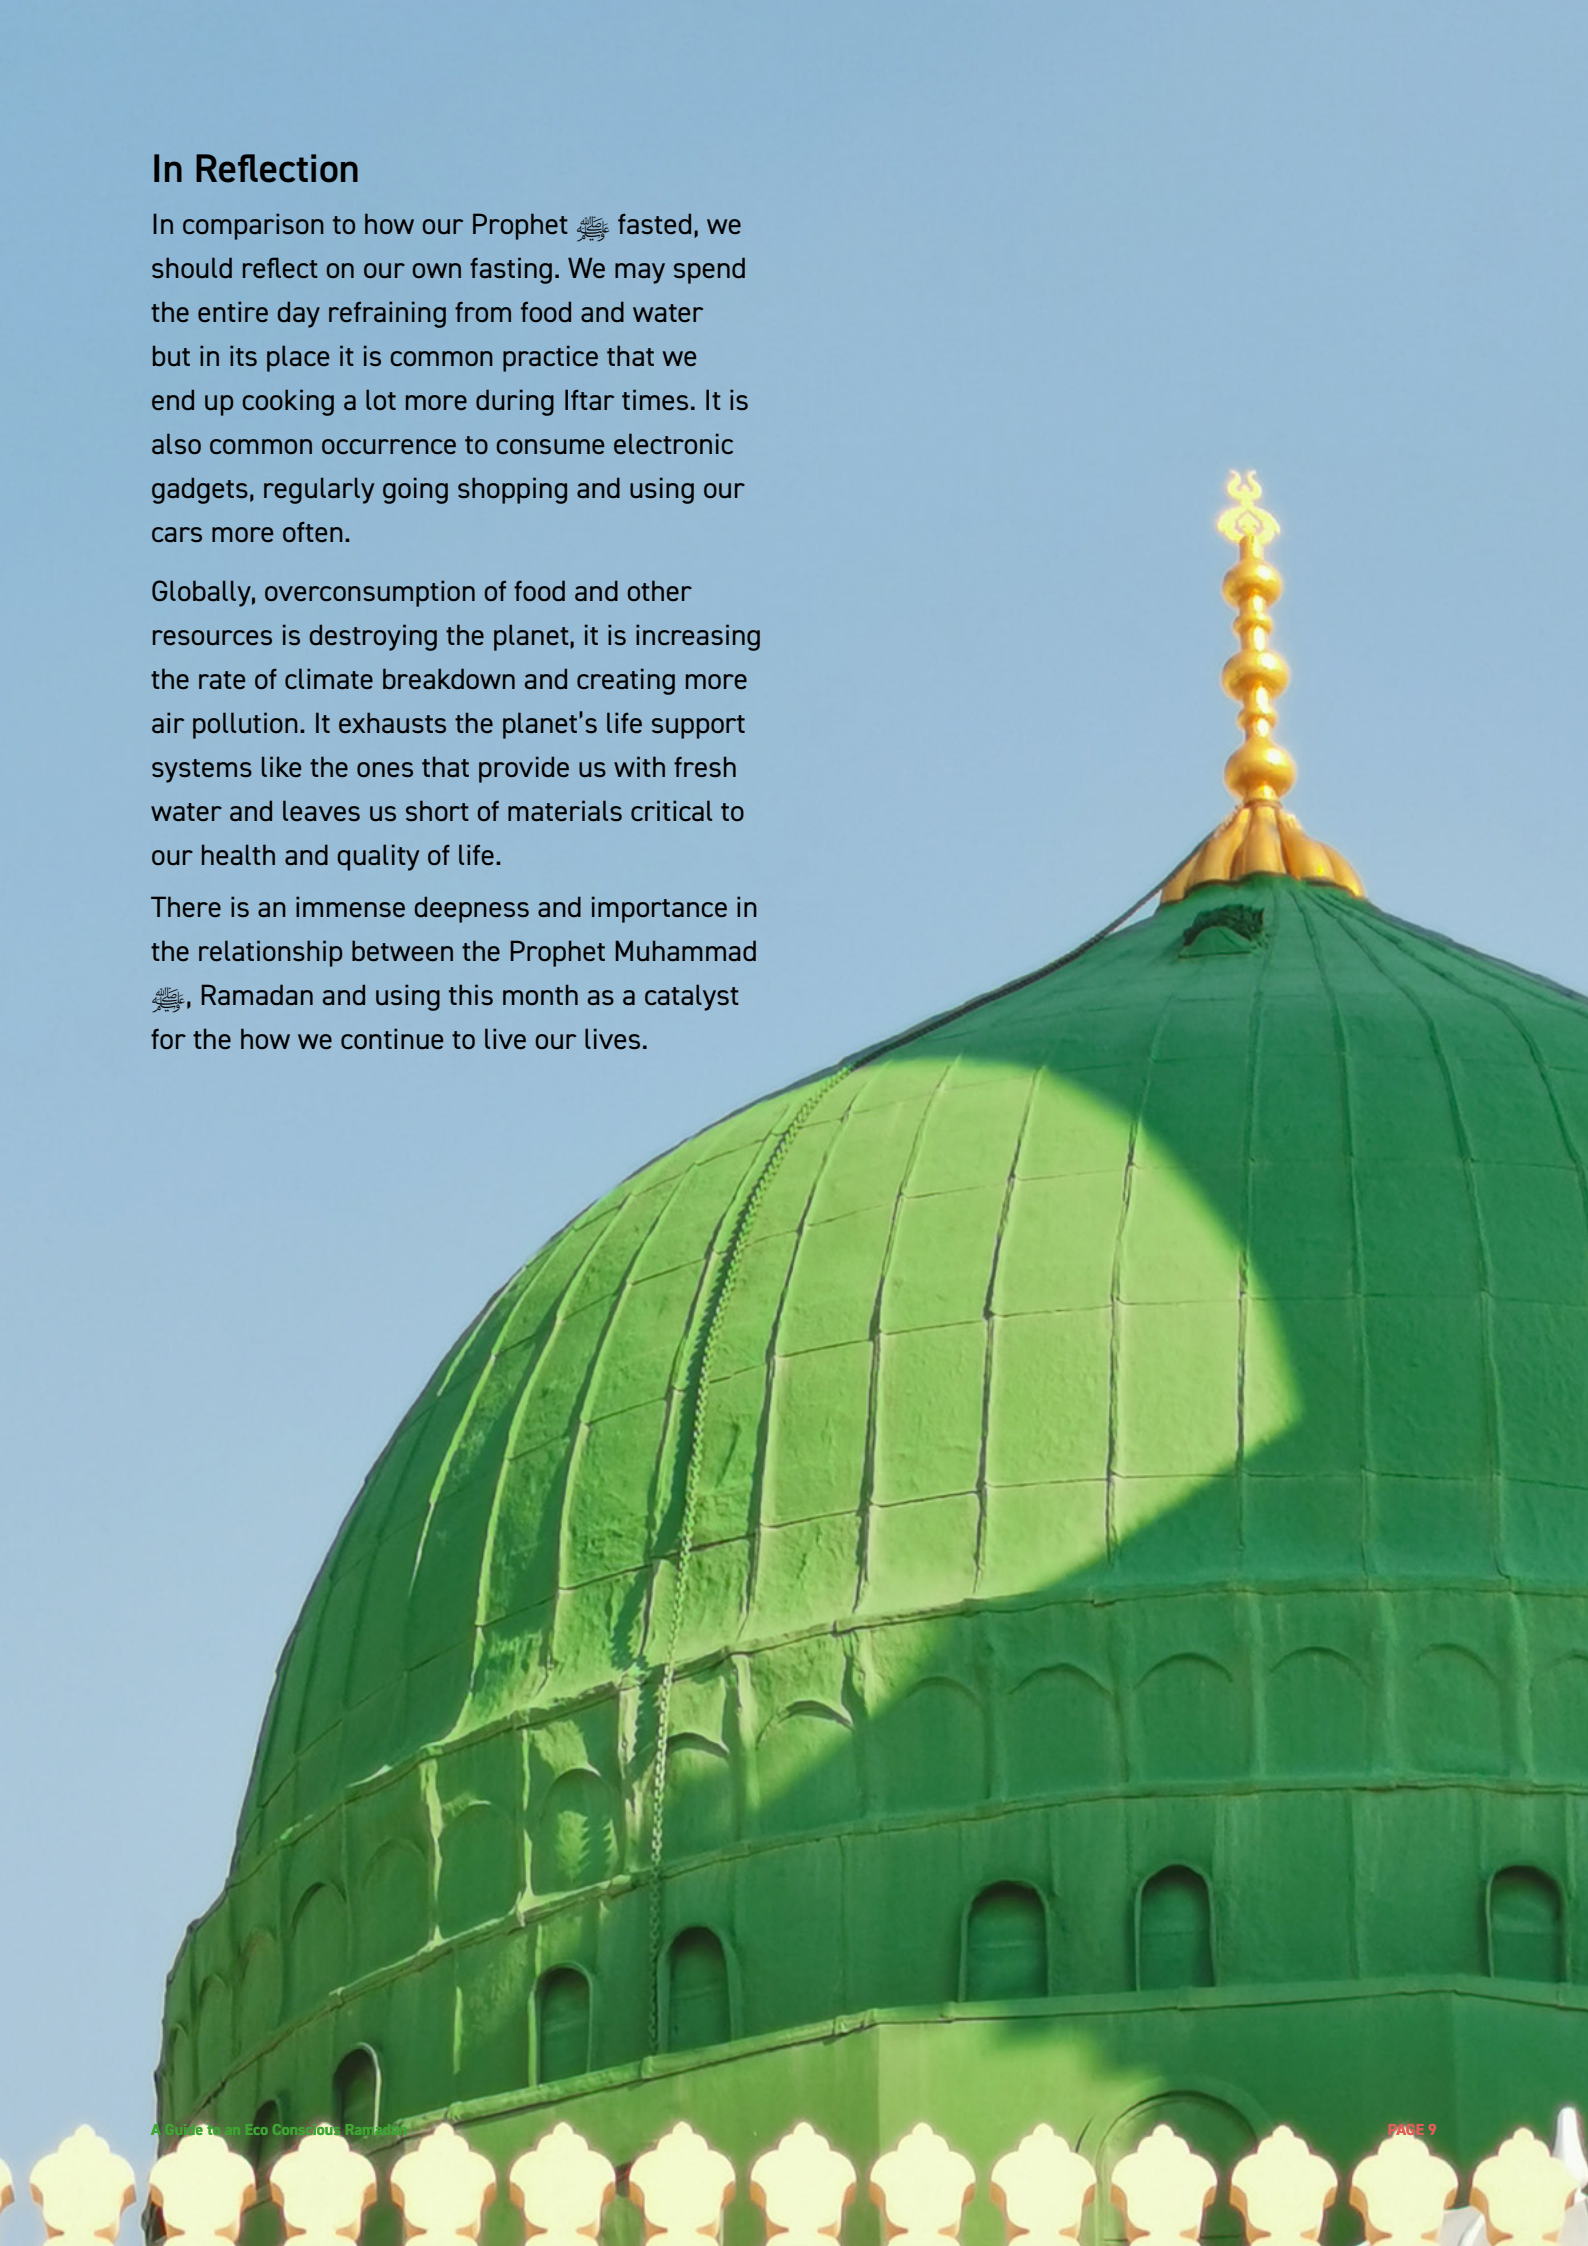 In Reflection
In comparison to how our Prophet ﷺ fasted, we
should reflect on our own fasting. We may spend
the entire day refraining from food and water
but in its place it is common practice that we
end up cooking a lot more during Iftar times. It is
also common occurrence to consume electronic
gadgets, regularly going shopping and using our
cars more often.
Globally, overconsumption of food and other
resources is destroying the planet, it is increasing
the rate of climate breakdown and creating more
air pollution. It exhausts the planet's life support
systems like the ones that provide us with fresh
water and leaves us short of materials critical to
our health and quality of life.
There is an immense deepness and importance in
the relationship between the Prophet Muhammad
ﷺ, Ramadan and using this month as a catalyst
for the how we continue to live our lives.
A Guide to an Eco Conscious Ramadan
PAGE 9